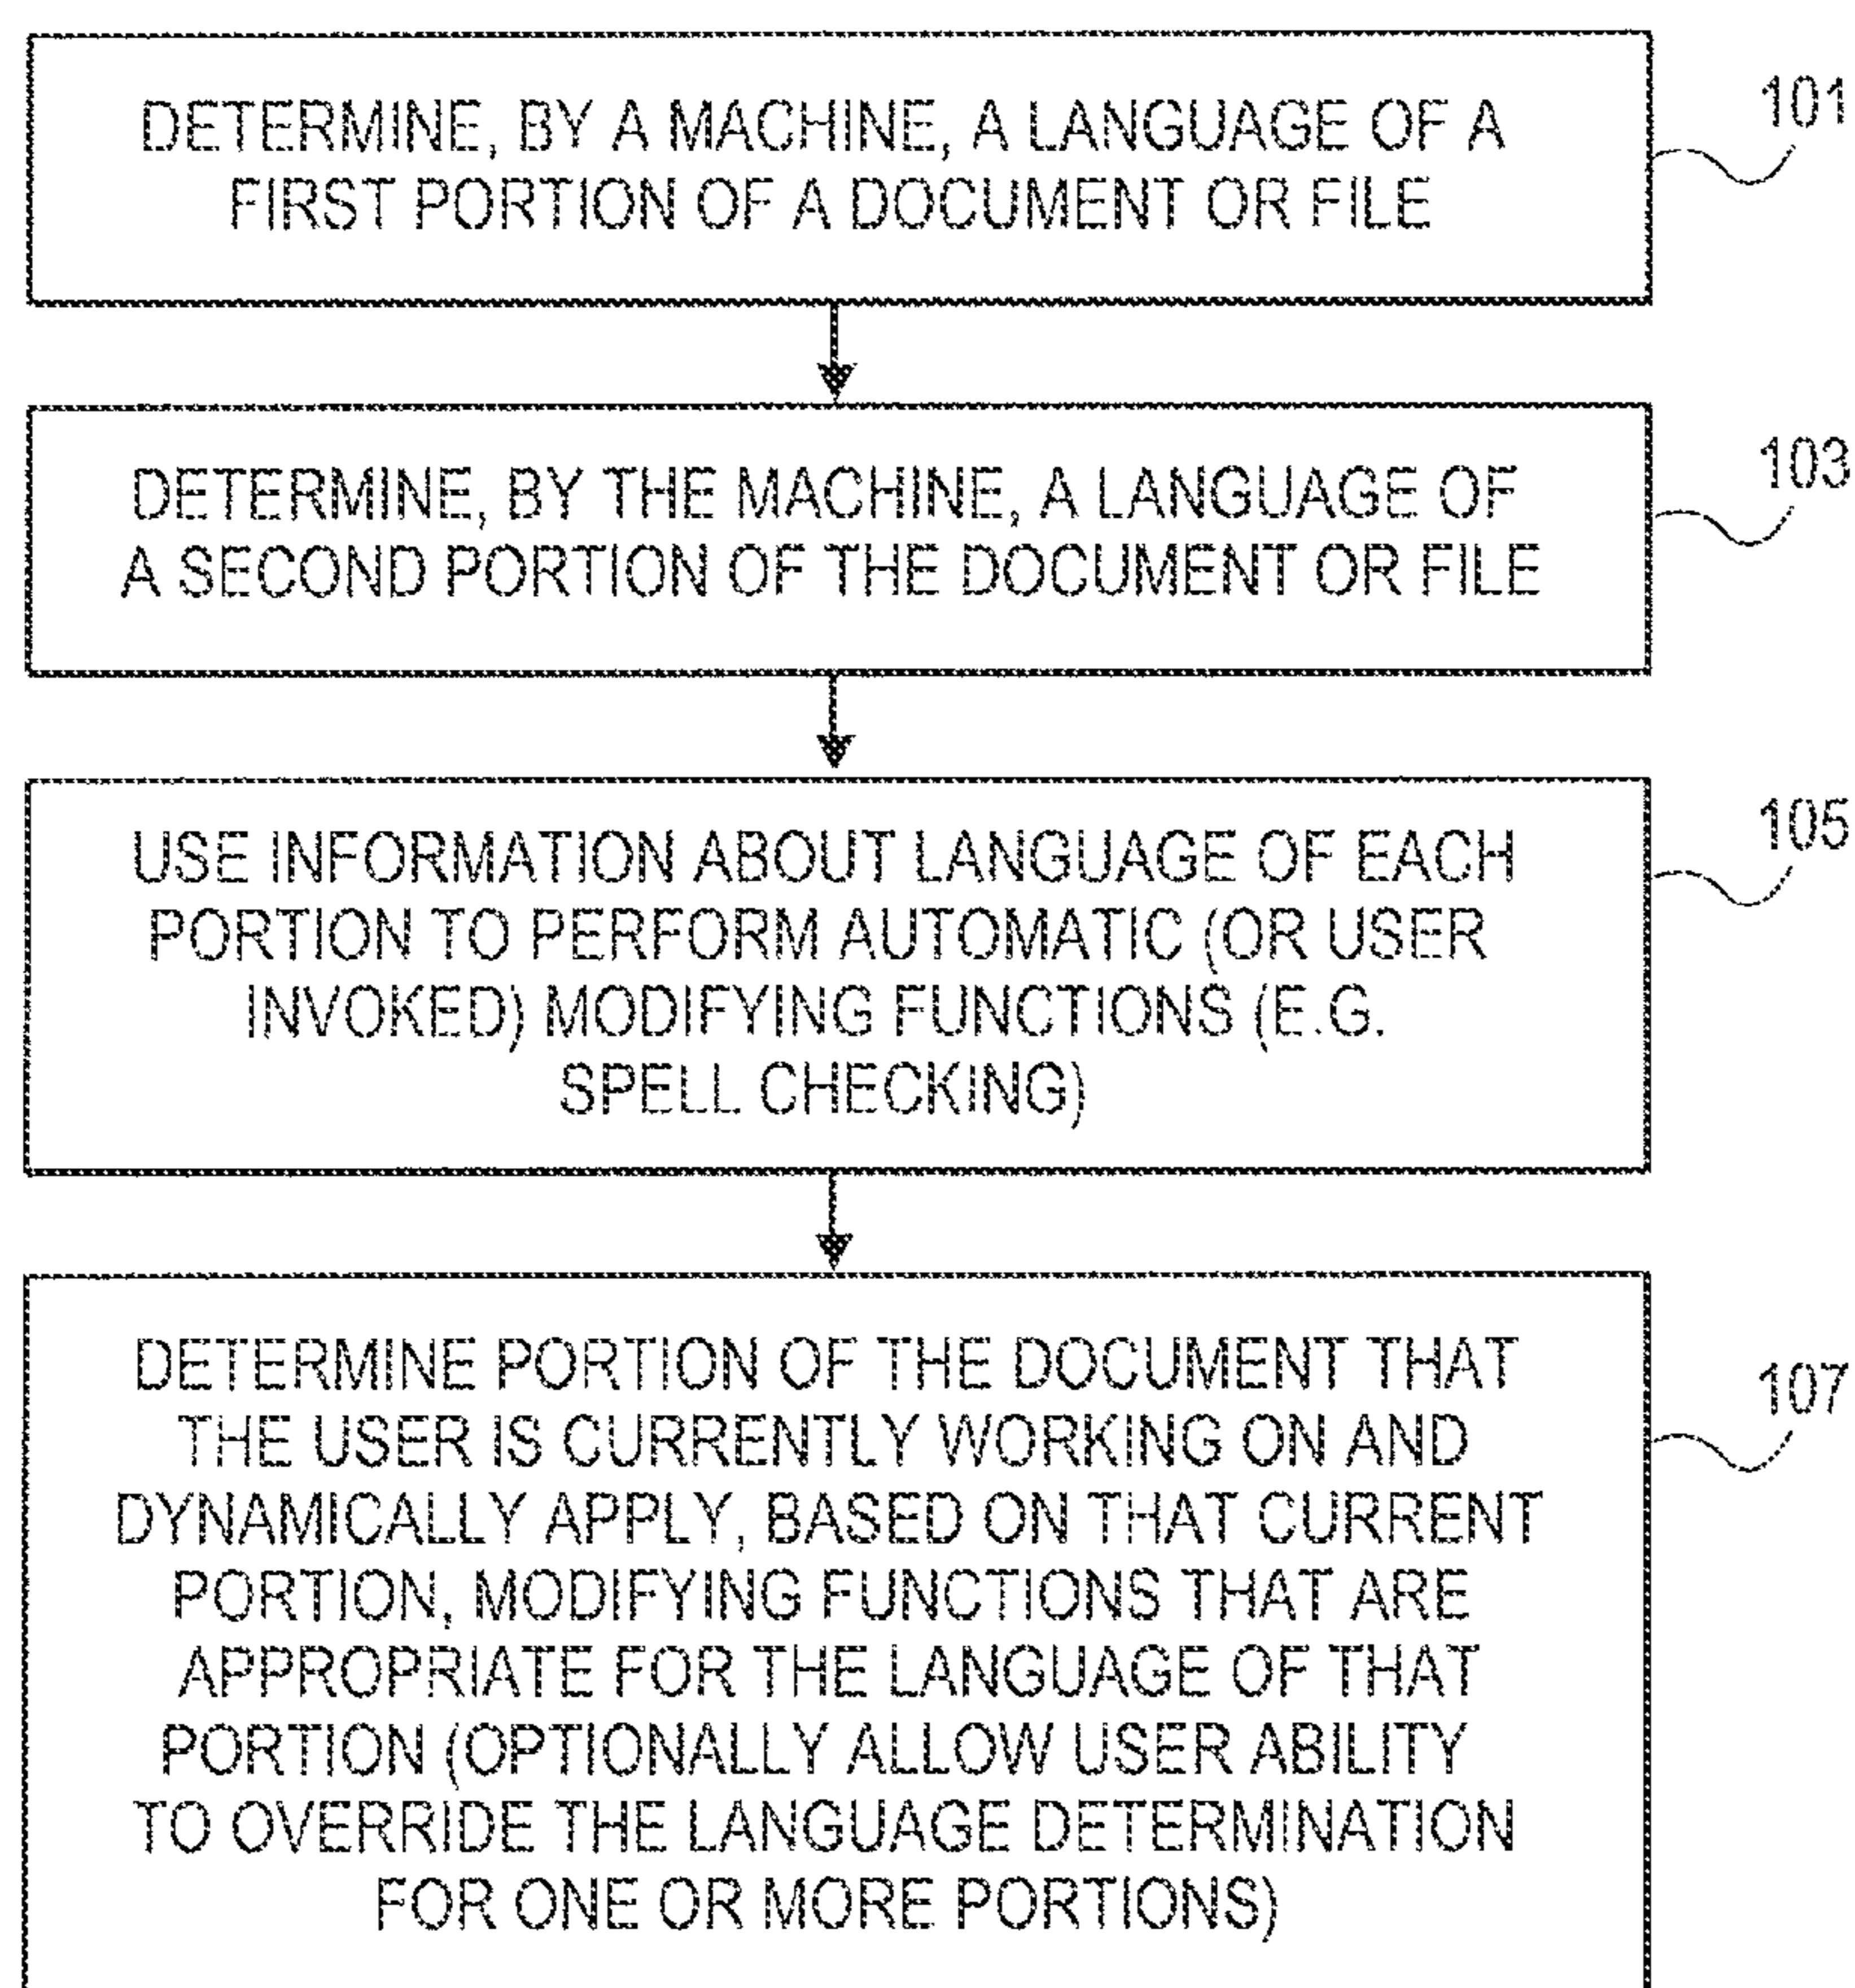 DETERMINE, BY A MACHINE, A LANGUAGE OF A
FIRST PORTION OF A DOCUMENT OR FILE
101
DETERMINE, BY THE MACHINE, A LANGUAGE OF
A SECOND PORTION OF THE DOCUMENT OR FILE
103
USE INFORMATION ABOUT LANGUAGE OF EACH
PORTION TO PERFORM AUTOMATIC (OR USER
INVOKED) MODIFYING FUNCTIONS (E.G.
SPELL CHECKING)
105
DETERMINE PORTION OF THE DOCUMENT THAT
THE USER IS CURRENTLY WORKING ON AND
DYNAMICALLY APPLY, BASED ON THAT CURRENT
PORTION, MODIFYING FUNCTIONS THAT ARE
APPROPRIATE FOR THE LANGUAGE OF THAT
PORTION (OPTIONALLY ALLOW USER ABILITY
TO OVERRIDE THE LANGUAGE DETERMINATION
FOR ONE OR MORE PORTIONS)
107